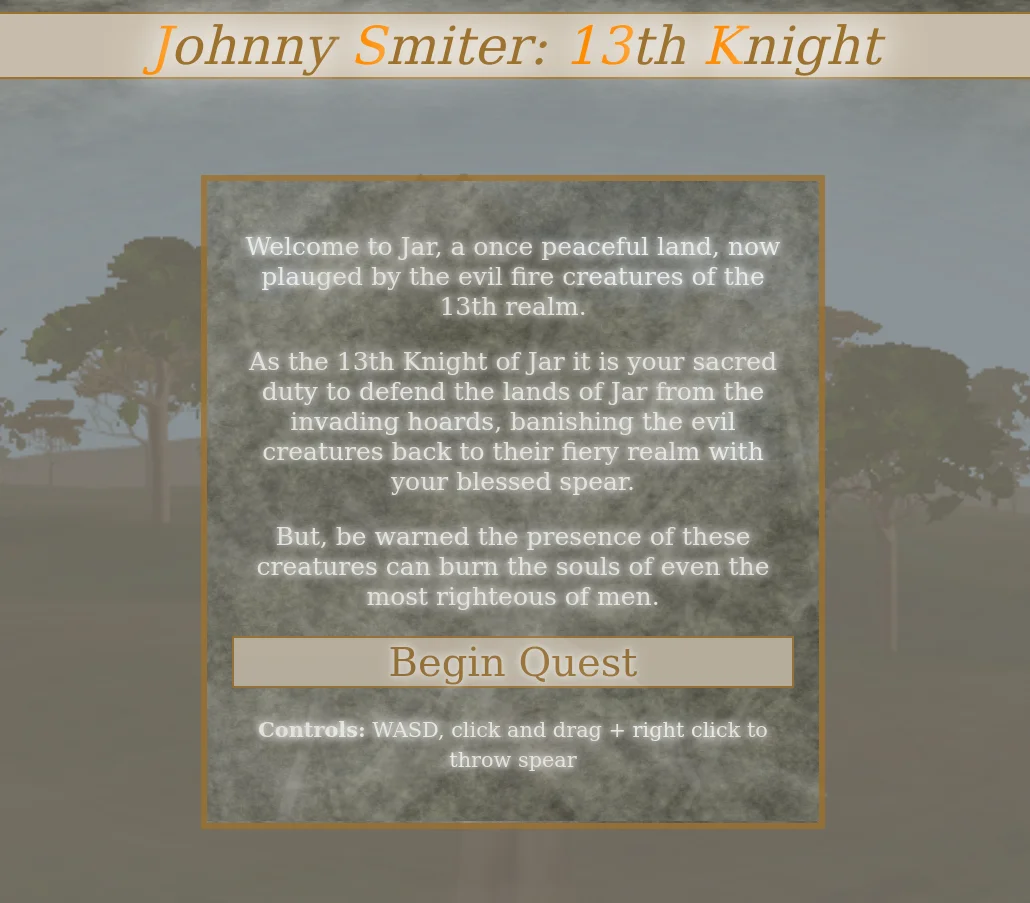 Johnny Smiter: 13th Knight
Welcome to Jar, a once peaceful land, now
plauged by the evil fire creatures of the
13th realm.
As the 13th Knight of Jar it is your sacred
duty to defend the lands of Jar from the
invading hoards, banishing the evil
creatures back to their fiery realm with
your blessed spear.
But, be warned the presence of these
creatures can burn the souls of even the
most righteous of men.
Begin Quest
Controls: WASD, click and drag + right click to
throw spear